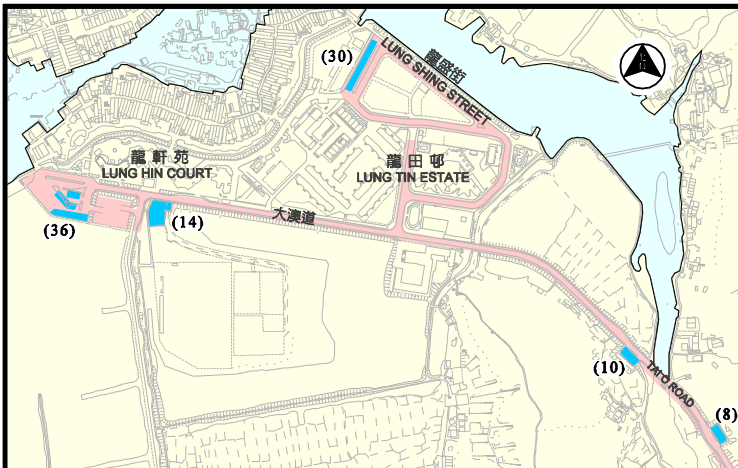 (30)
龍盛街
LUNG SHING STREET
北
龍軒苑
LUNG HIN COURT
龍田邨
LUNG TIN ESTATE
(36)
(14)
大澳道
(10)
TAI O ROAD
(8)